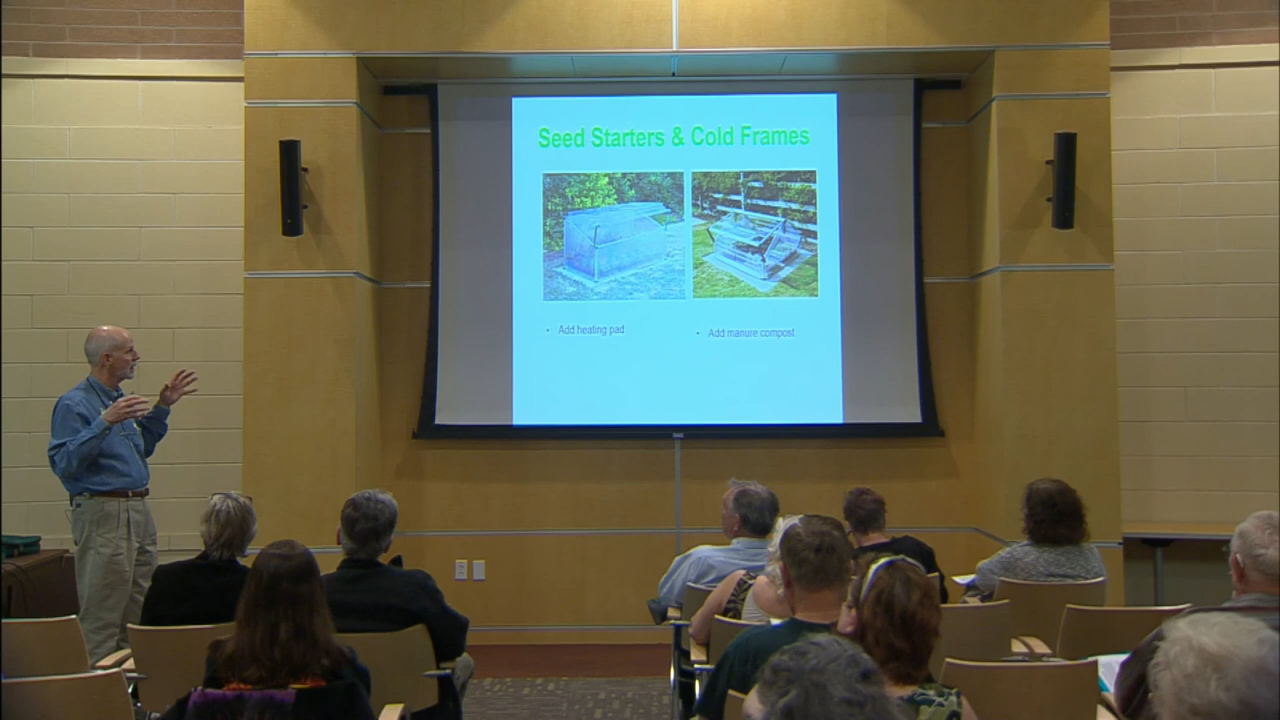 Seed Starters & Cold Frames
• Add heating pad
• Add manure compost